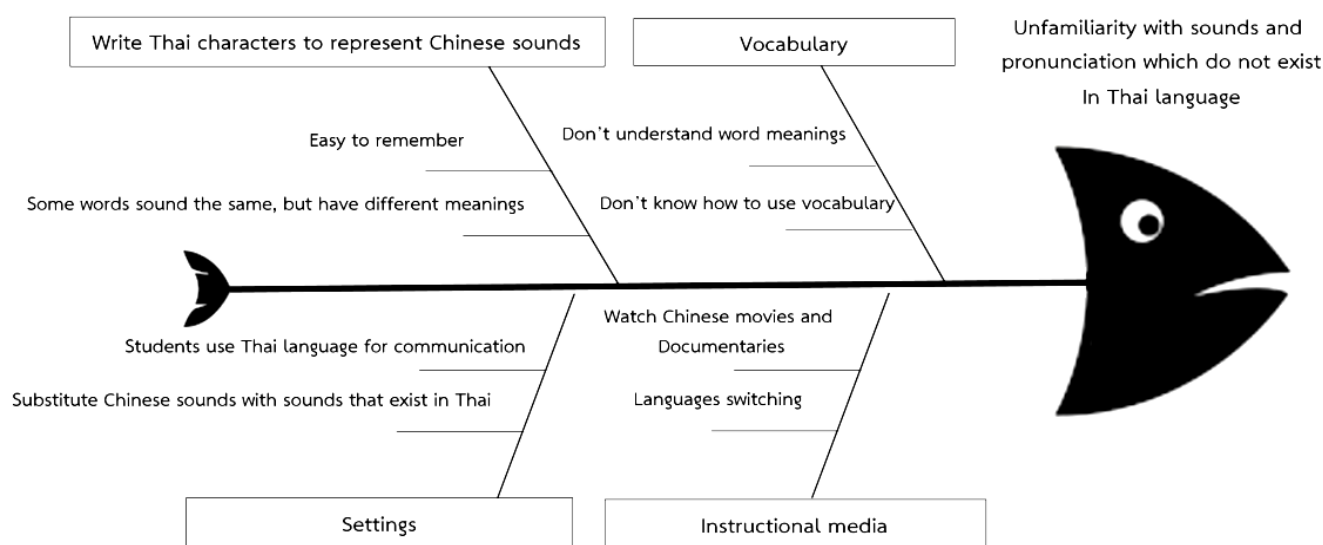 Write Thai characters to represent Chinese sounds
Vocabulary
Unfamiliarity with sounds and
pronunciation which do not exist
In Thai language
Easy to remember
Some words sound the same, but have different meanings
Don't understand word meanings
Don't know how to use vocabulary
Students use Thai language for communication
Substitute Chinese sounds with sounds that exist in Thai
Watch Chinese movies and
Documentaries
Languages switching
Settings
Instructional media